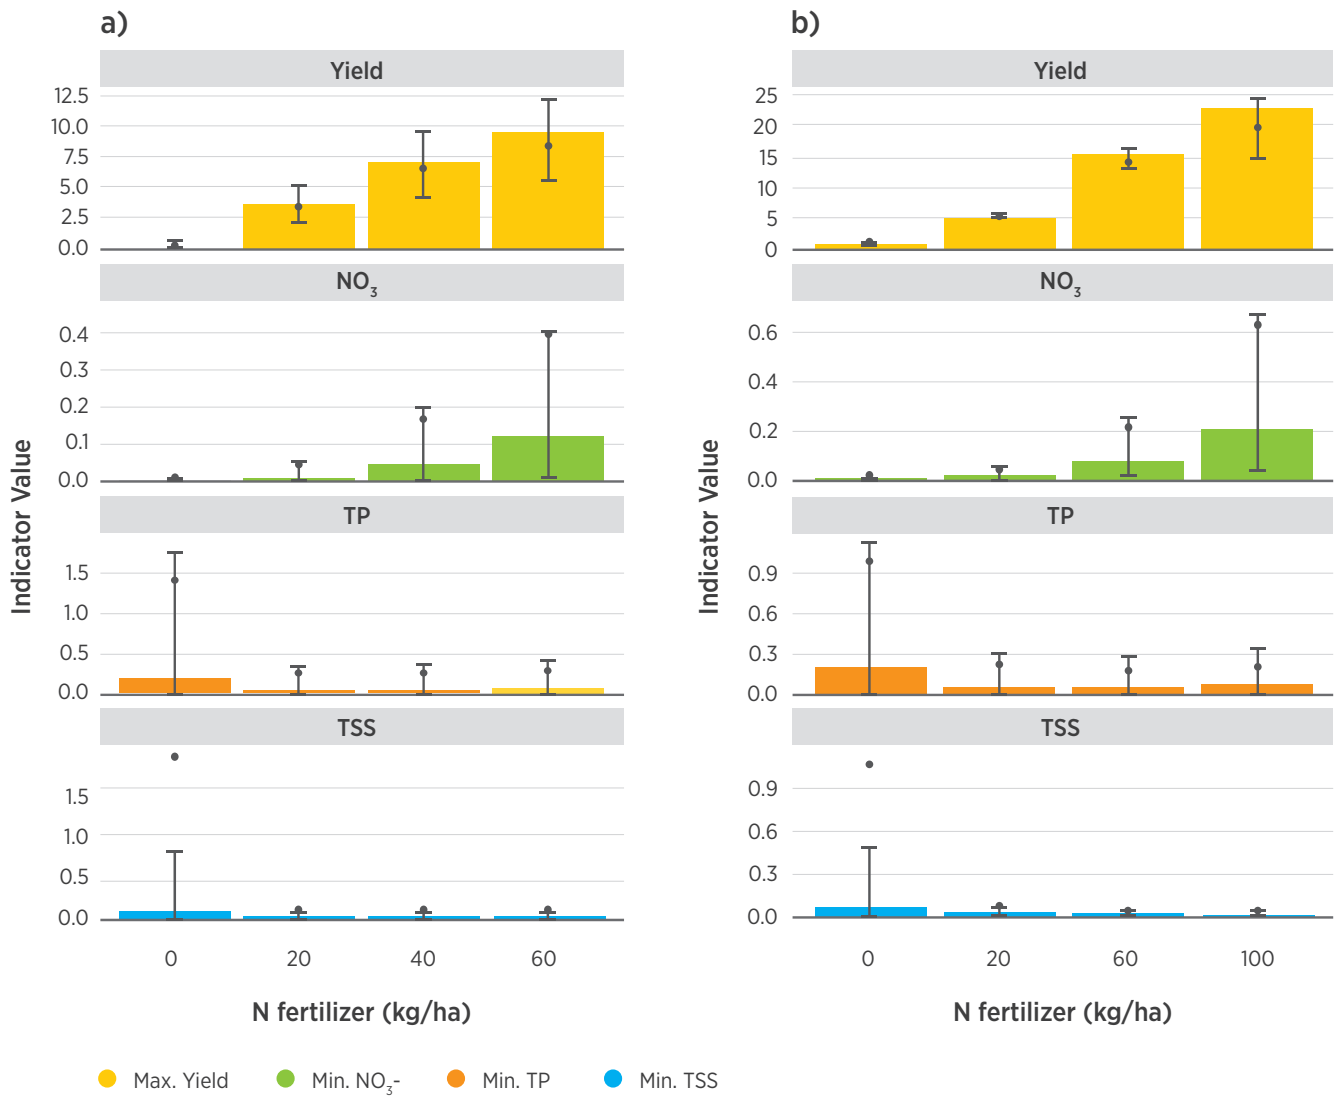 a)
Yield
12.5
10.0
7.5
5.0
2.5
0.0
NO3
0.4
0.3
0.2
0.1
0.0
TP
1.5
1.0
0.5
0.0
TSS
1.5
1.0
0.5
0.0
0 20 40 60
N fertilizer (kg/ha)
Indicator Value
b)
Yield
25
20
15
10
5
0
NO3
0.6
0.4
0.2
0.0
TP
0.9
0.6
0.3
0.0
TSS
0.9
0.6
0.3
0.0
0 20 60 100
N fertilizer (kg/ha)
Indicator Value
Max. Yield Min. NO3- Min. TP Min. TSS